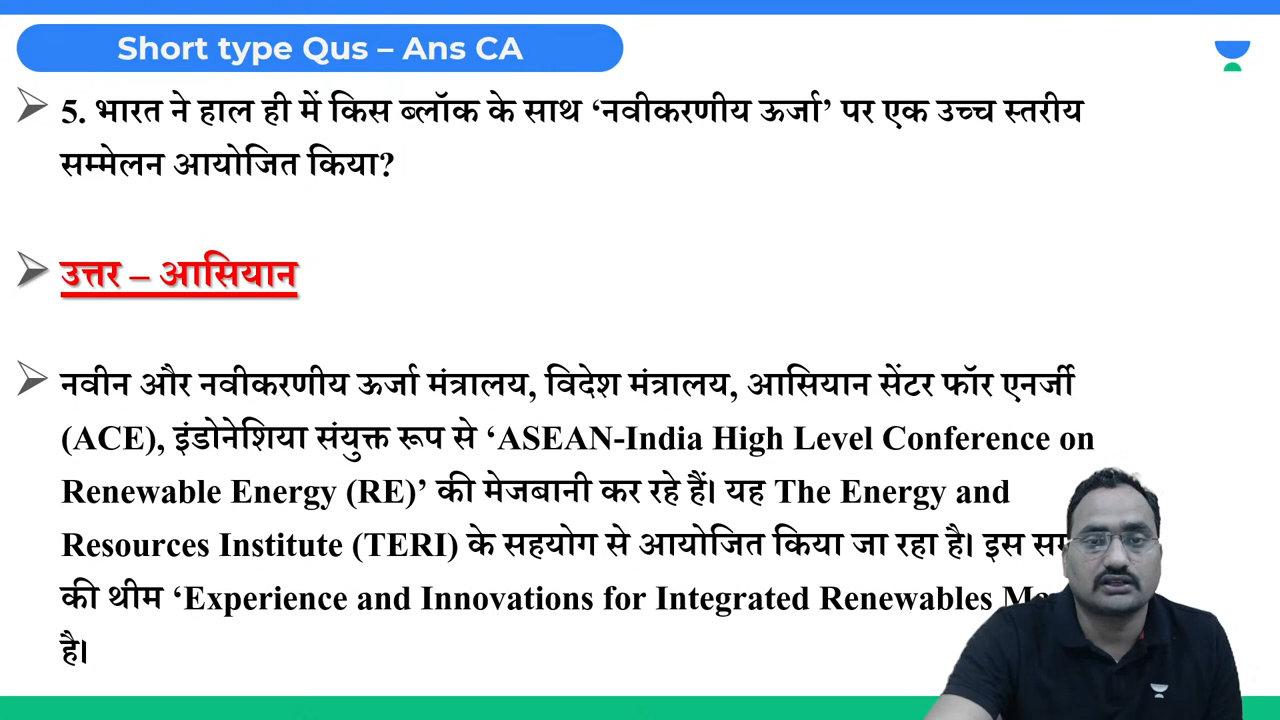 Short type Qus – Ans CA
5. भारत ने हाल ही में किस ब्लॉक के साथ ‘नवीकरणीय ऊर्जा’ पर एक उच्च स्तरीय
सम्मेलन आयोजित किया?
उत्तर – आसियान
नवीन और नवीकरणीय ऊर्जा मंत्रालय, विदेश मंत्रालय, आसियान सेंटर फॉर एनर्जी
(ACE), इंडोनेशिया संयुक्त रूप से ‘ASEAN-India High Level Conference on
Renewable Energy (RE)’ की मेजबानी कर रहे हैं। यह The Energy and
Resources Institute (TERI) के सहयोग से आयोजित किया जा रहा है। इस
की थीम ‘Experience and Innovations for Integrated Renewables
है।